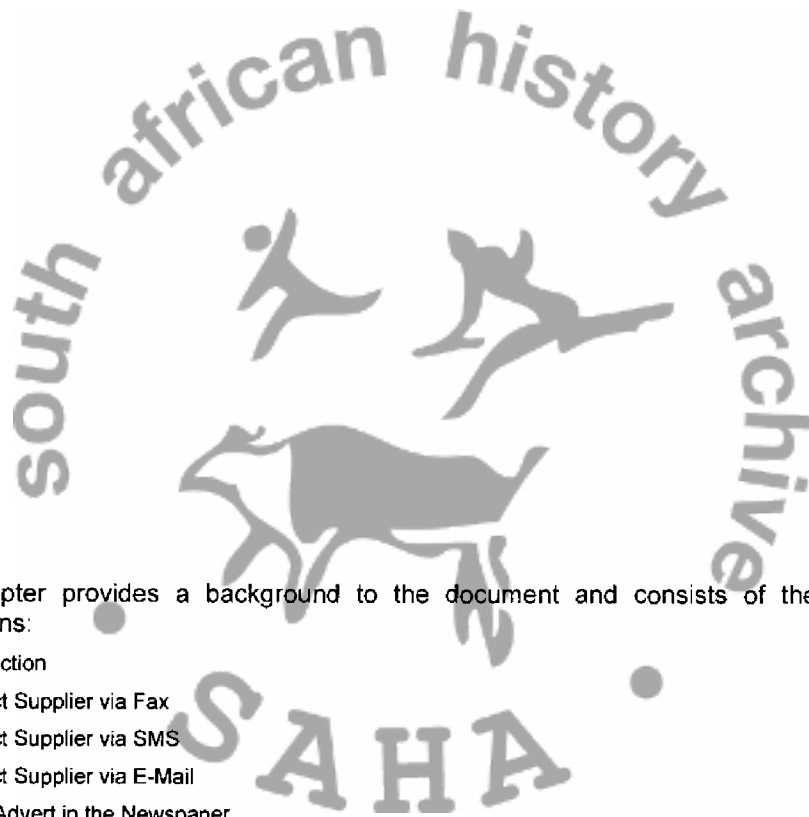 south african history archive
pter provides a background to the document and consists of the
ns:
ction
t Supplier via Fax
t Supplier via SMS
t Supplier via E-Mail
Advert in the Newspaper
SAHA